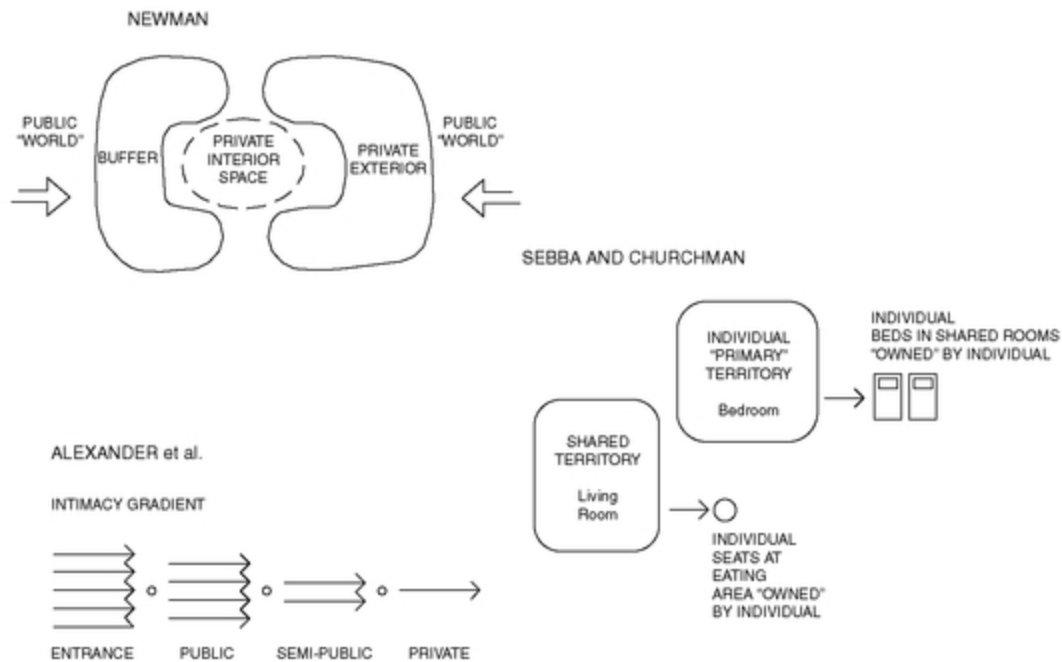 NEWMAN
PUBLIC
"WORLD"
BUFFER
PRIVATE
INTERIOR
SPACE
PRIVATE
EXTERIOR
PUBLIC
"WORLD"
SEBBA AND CHURCHMAN
INDIVIDUAL
"PRIMARY"
TERRITORY
Bedroom
INDIVIDUAL
BEDS IN SHARED ROOMS
"OWNED" BY INDIVIDUAL
SHARED
TERRITORY
Living
Room
INDIVIDUAL
SEATS AT
EATING
AREA "OWNED"
BY INDIVIDUAL
ALEXANDER et al.
INTIMACY GRADIENT
ENTRANCE PUBLIC SEMI-PUBLIC PRIVATE